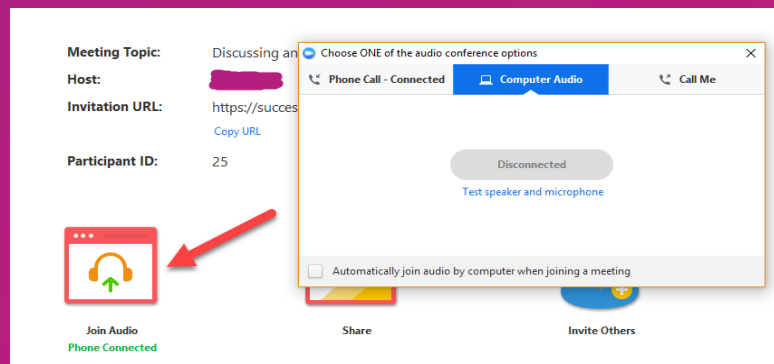 Meeting Topic: Discussing an
Host:
Invitation URL: https://succes
Copy URL
Participant ID: 25
Choose ONE of the audio conference options
Phone Call - Connected Computer Audio Call Me
Disconnected
Test speaker and microphone
Automatically join audio by computer when joining a meeting
Join Audio Share Invite Others
Phone Connected